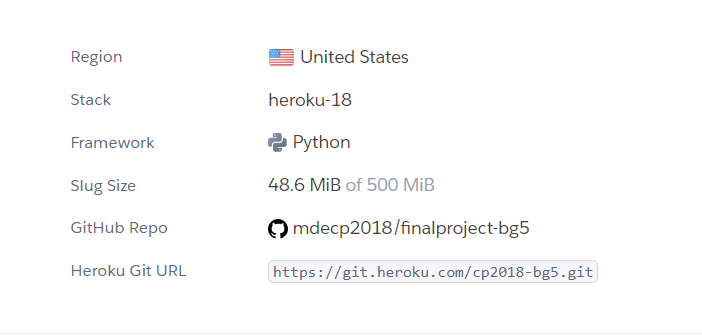 Region United States
Stack heroku-18
Framework Python
Slug Size 48.6 MiB of 500 MiB
GitHub Repo mdecp2018/finalproject-bg5
Heroku Git URL https://git.heroku.com/cp2018-bg5.git